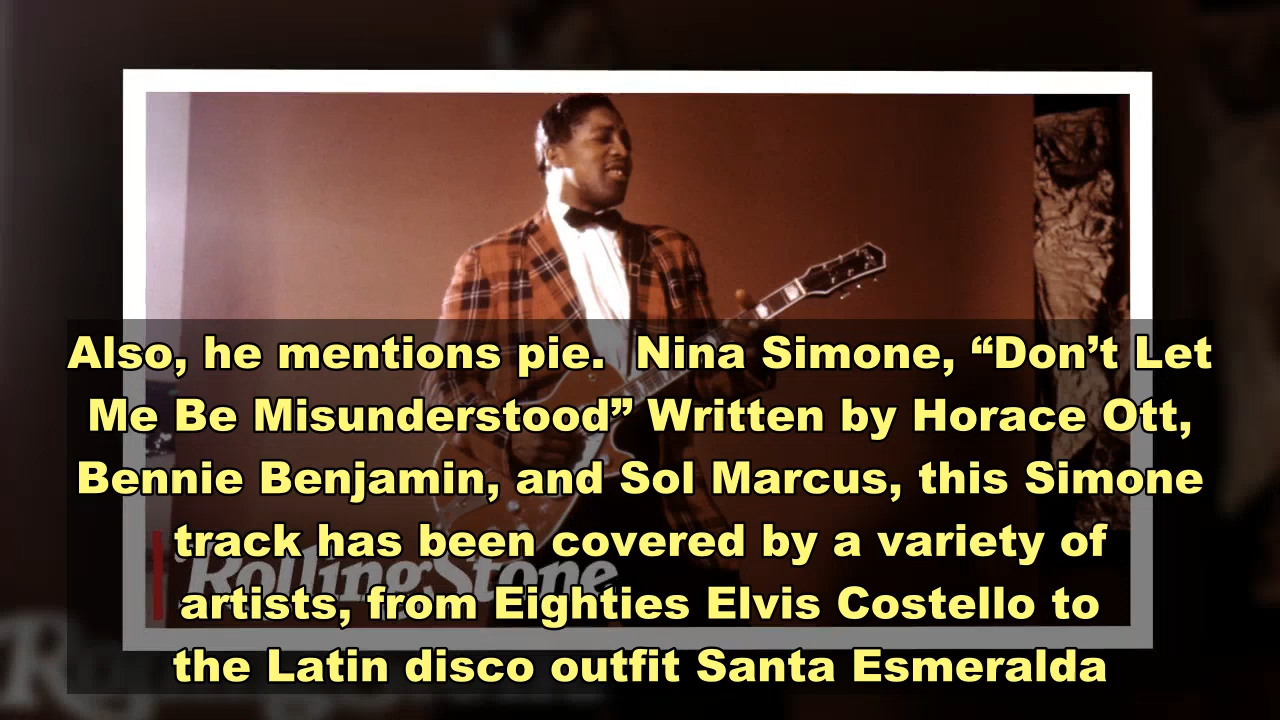 Also, he mentions pie.  Nina Simone, “Don’t Let
Me Be Misunderstood” Written by Horace Ott,
Bennie Benjamin, and Sol Marcus, this Simone
track has been covered by a variety of
RollingStone
artists, from Eighties Elvis Costello to
the Latin disco outfit Santa Esmeralda